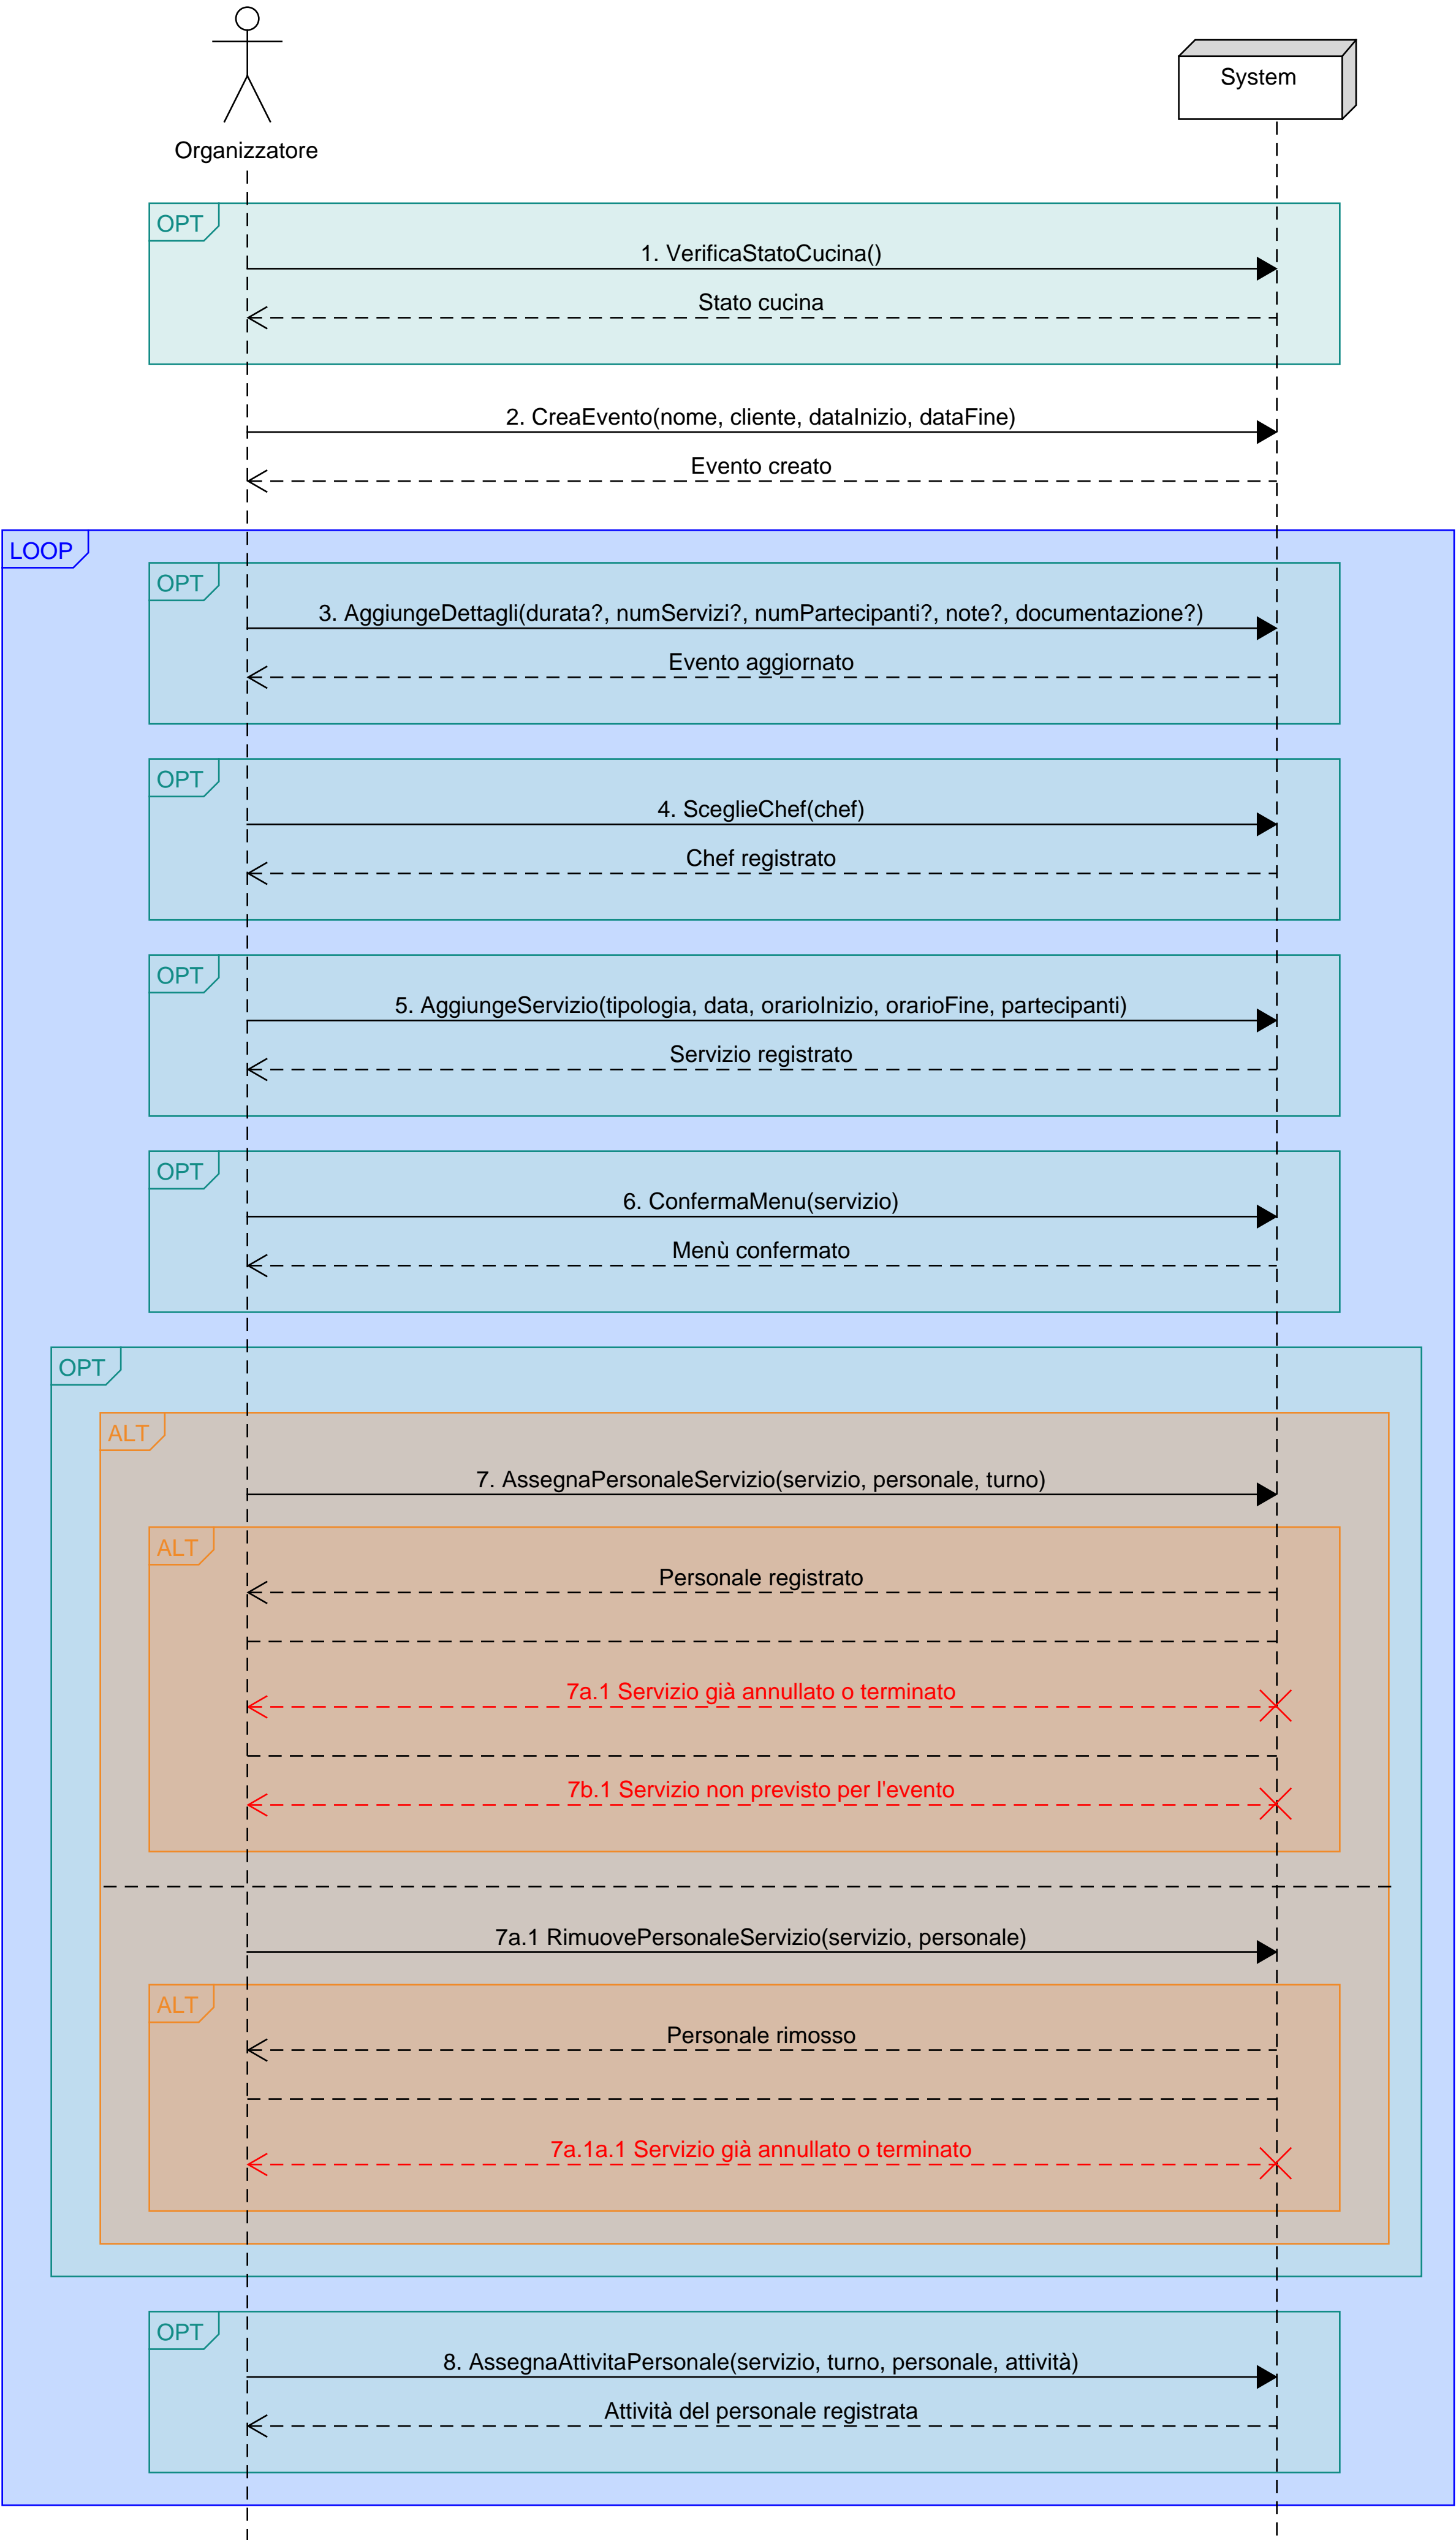 System
Organizzatore
OPT
1. VerificaStatoCucina()
Stato cucina
2. CreaEvento(nome, cliente, dataInizio, dataFine)
Evento creato
LOOP
OPT
3. AggiungeDettagli(durata?, numServizi?, numPartecipanti?, note?, documentazione?)
Evento aggiornato
OPT
4. SceglieChef(chef)
Chef registrato
OPT
5. AggiungeServizio(tipologia, data, orarioInizio, orarioFine, partecipanti)
Servizio registrato
OPT
6. ConfermaMenu(servizio)
Menù confermato
OPT
ALT
7. AssegnaPersonaleServizio(servizio, personale, turno)
ALT
Personale registrato
7a.1 Servizio già annullato o terminato
7b.1 Servizio non previsto per l'evento
7a.1 RimuovePersonaleServizio(servizio, personale)
ALT
Personale rimosso
7a.1a.1 Servizio già annullato o terminato
OPT
8. AssegnaAttivitaPersonale(servizio, turno, personale, attività)
Attività del personale registrata